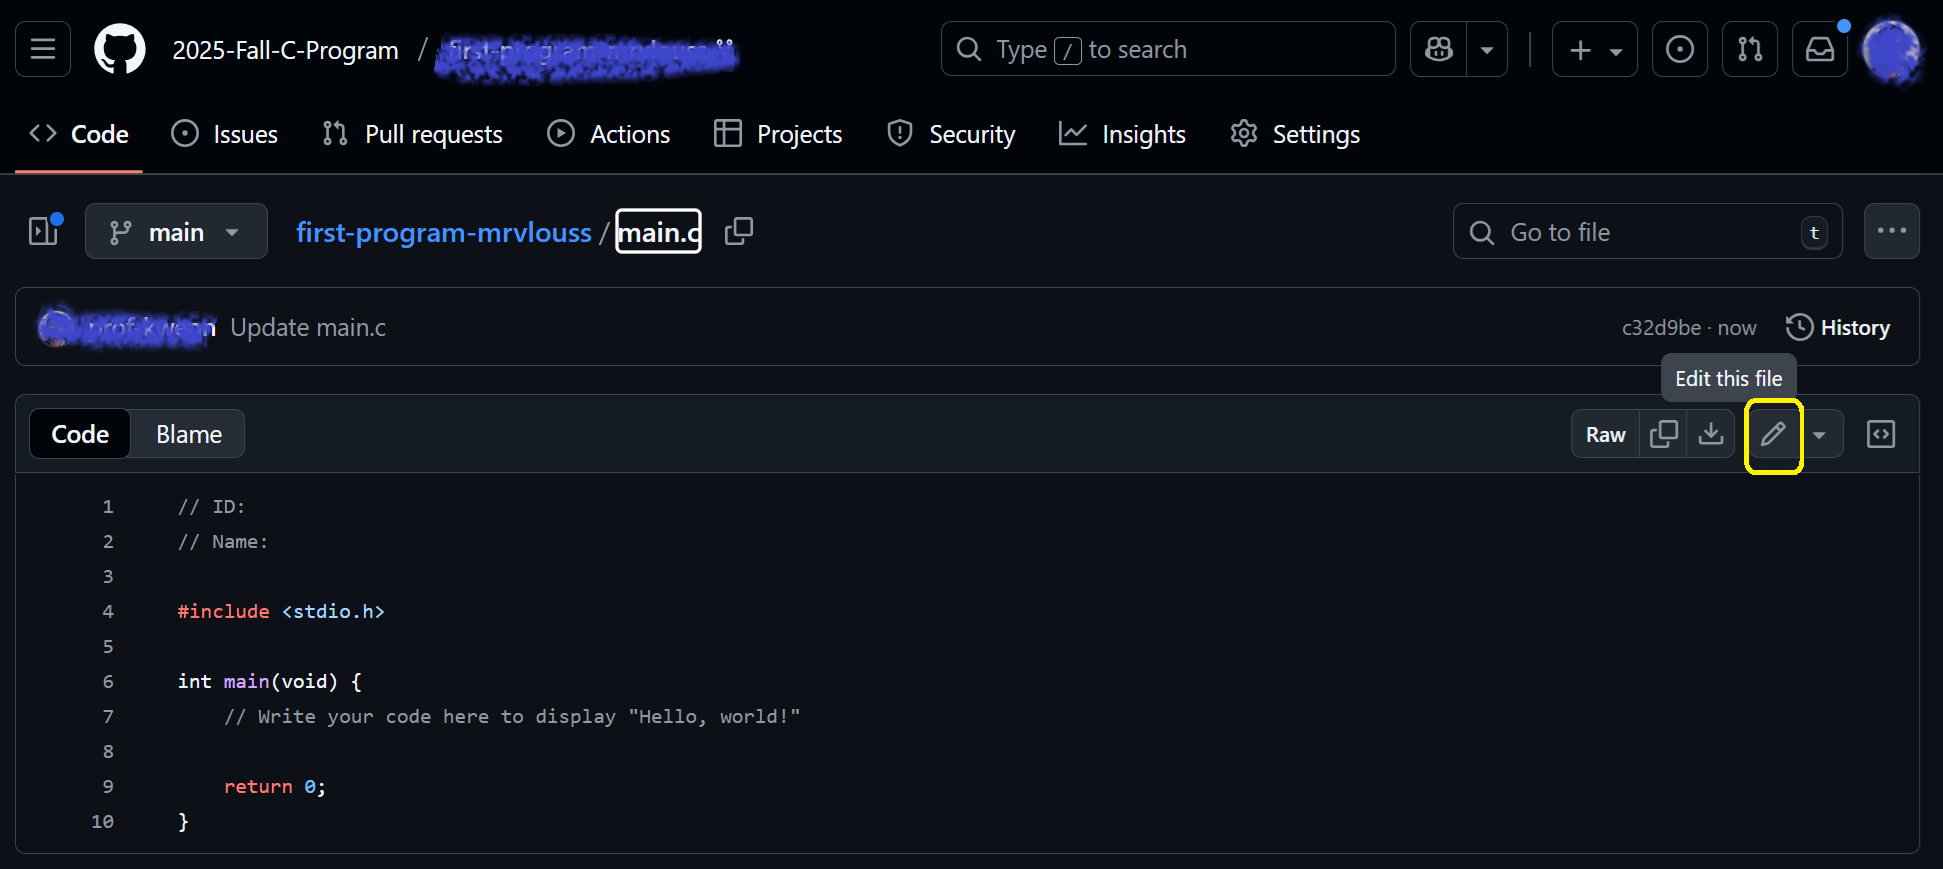 2025-Fall-C-Program /
Type / to search
Code
Issues
Pull requests
Actions
Projects
Security
Insights
Settings
main
first-program-mrvlouss / main.c
Go to file
t
Update main.c
c32d9be · now
History
Edit this file
Code
Blame
Raw
1 // ID:
2 // Name:
3
4 #include <stdio.h>
5
6 int main(void) {
7 // Write your code here to display "Hello, world!"
8
9 return 0;
10 }